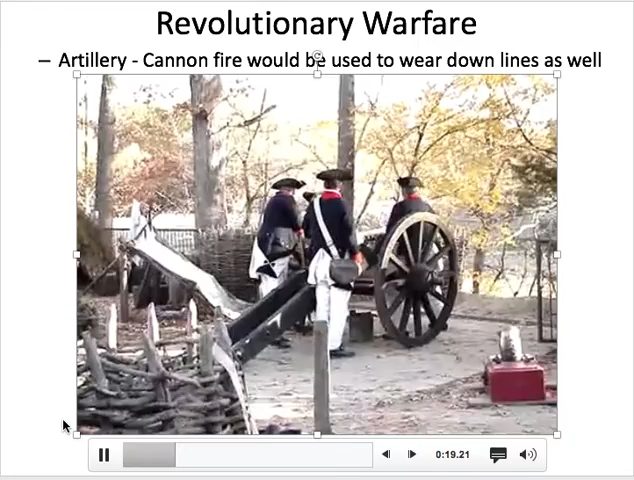 Revolutionary Warfare
– Artillery - Cannon fire would be used to wear down lines as well
0:19.21